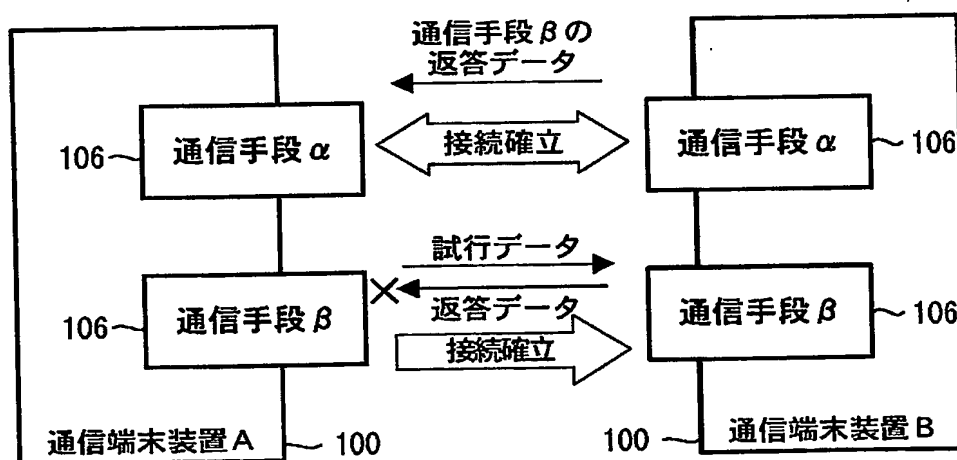 通信手段βの
返答データ
106
通信手段α
接続確立
通信手段α
106
試行データ
106
通信手段β
返答データ
接続確立
通信手段β
106
通信端末装置A
100
100
通信端末装置B